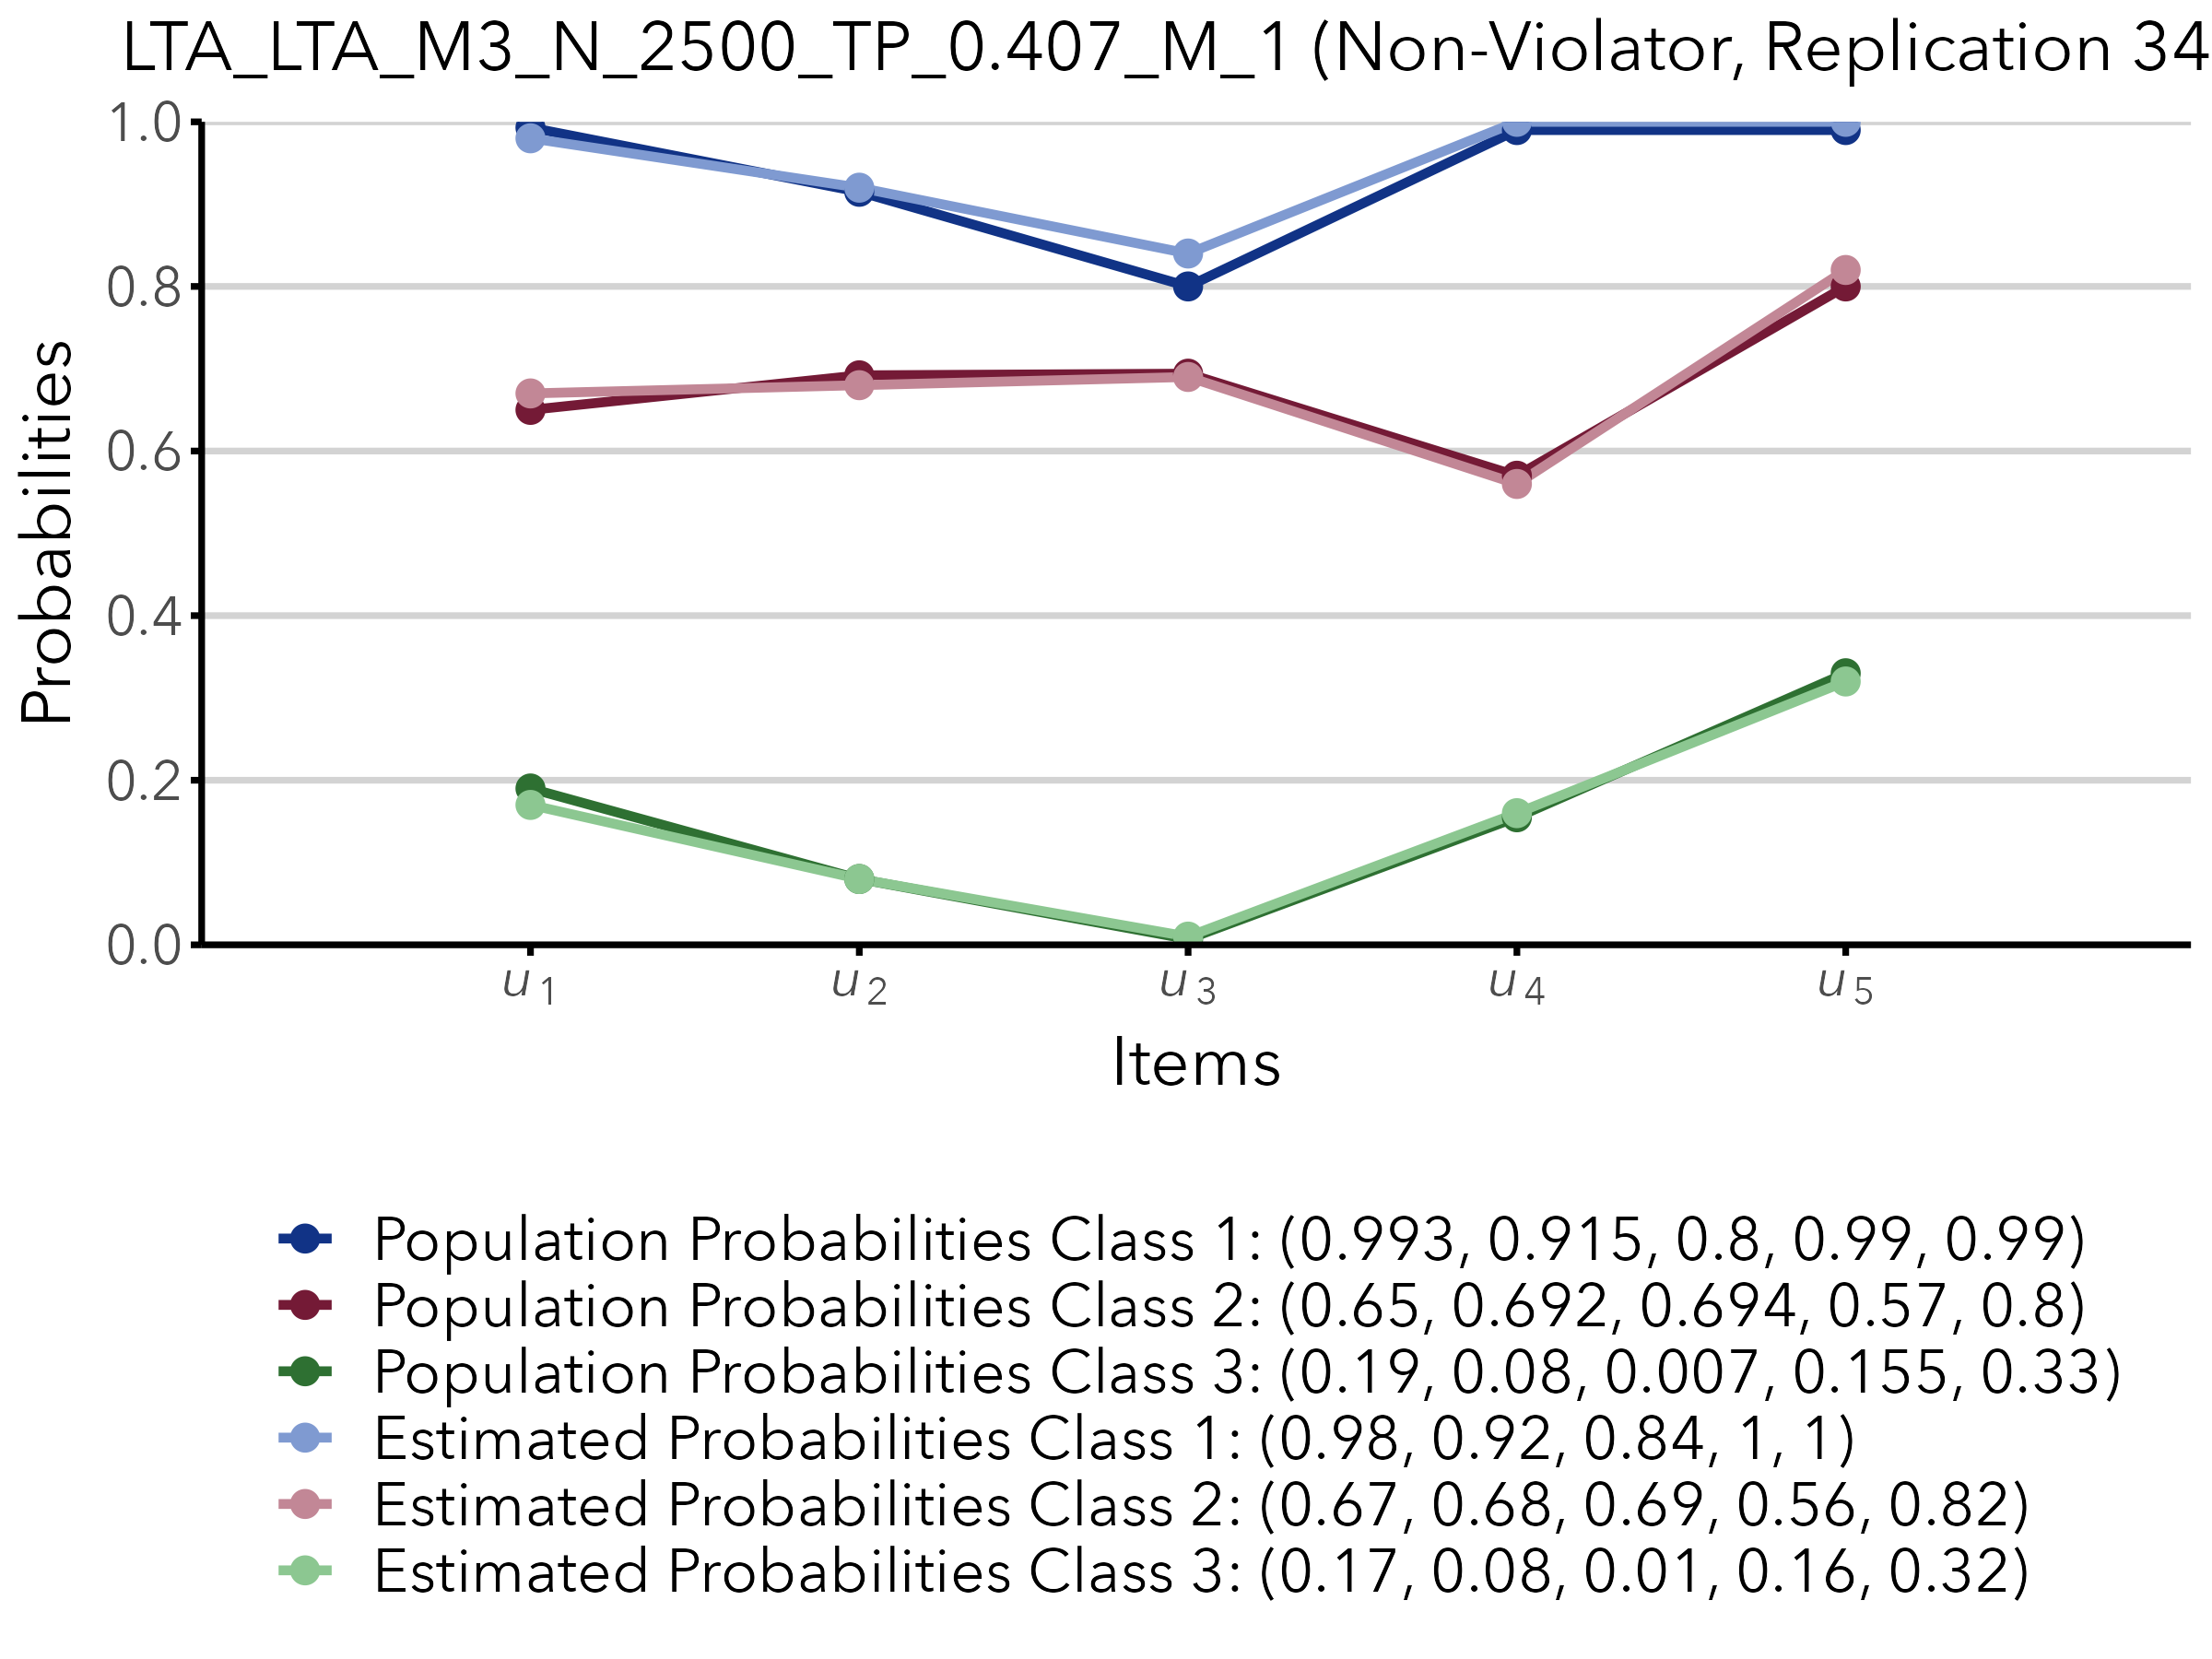 LTA_LTA_M3_N_2500_TP_0.407_M_1 (Non-Violator, Replication 34
1.0
0.8
0.6
0.4
0.2
0.0
Probabilities
u1 u2 u3 u4 u5
Items
Population Probabilities Class 1: (0.993, 0.915, 0.8, 0.99, 0.99)
Population Probabilities Class 2: (0.65, 0.692, 0.694, 0.57, 0.8)
Population Probabilities Class 3: (0.19, 0.08, 0.007, 0.155, 0.33)
Estimated Probabilities Class 1: (0.98, 0.92, 0.84, 1, 1)
Estimated Probabilities Class 2: (0.67, 0.68, 0.69, 0.56, 0.82)
Estimated Probabilities Class 3: (0.17, 0.08, 0.01, 0.16, 0.32)